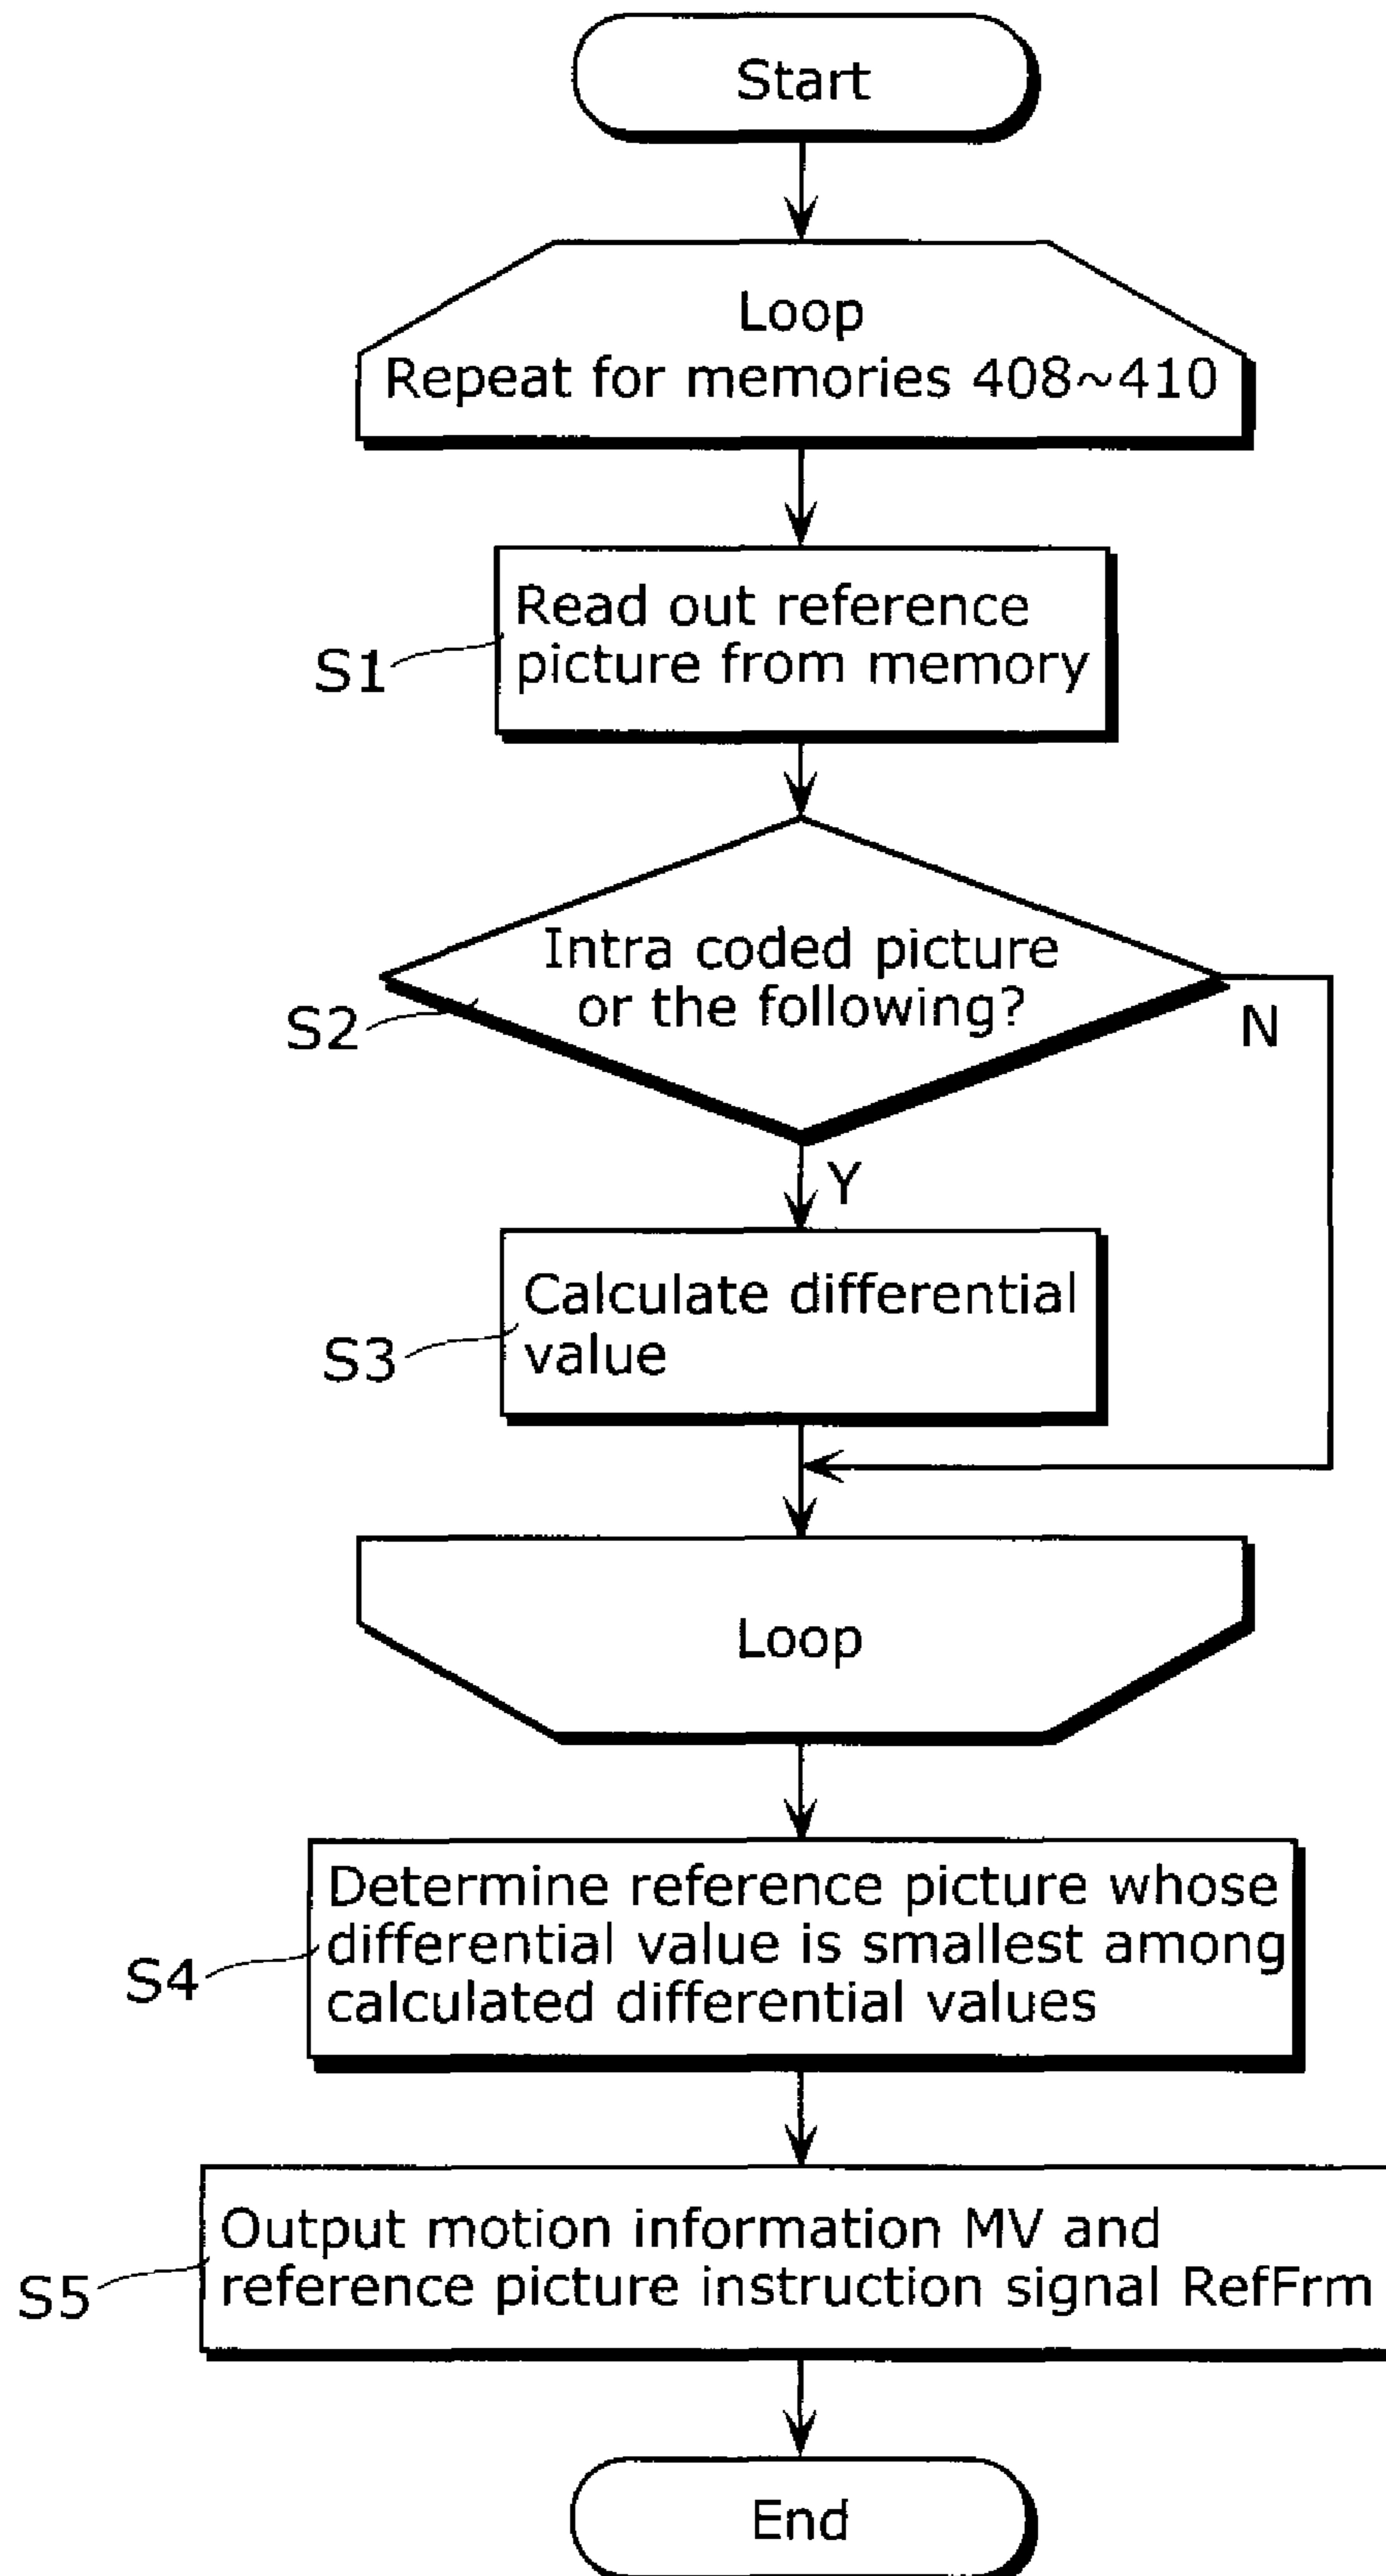 Start
Loop
Repeat for memories 408~410
Read out reference
picture from memory
S1
Intra coded picture
or the following?
S2
N
Y
Calculate differential
value
S3
Loop
Determine reference picture whose
differential value is smallest among
calculated differential values
S4
Output motion information MV and
reference picture instruction signal RefFrm
S5
End